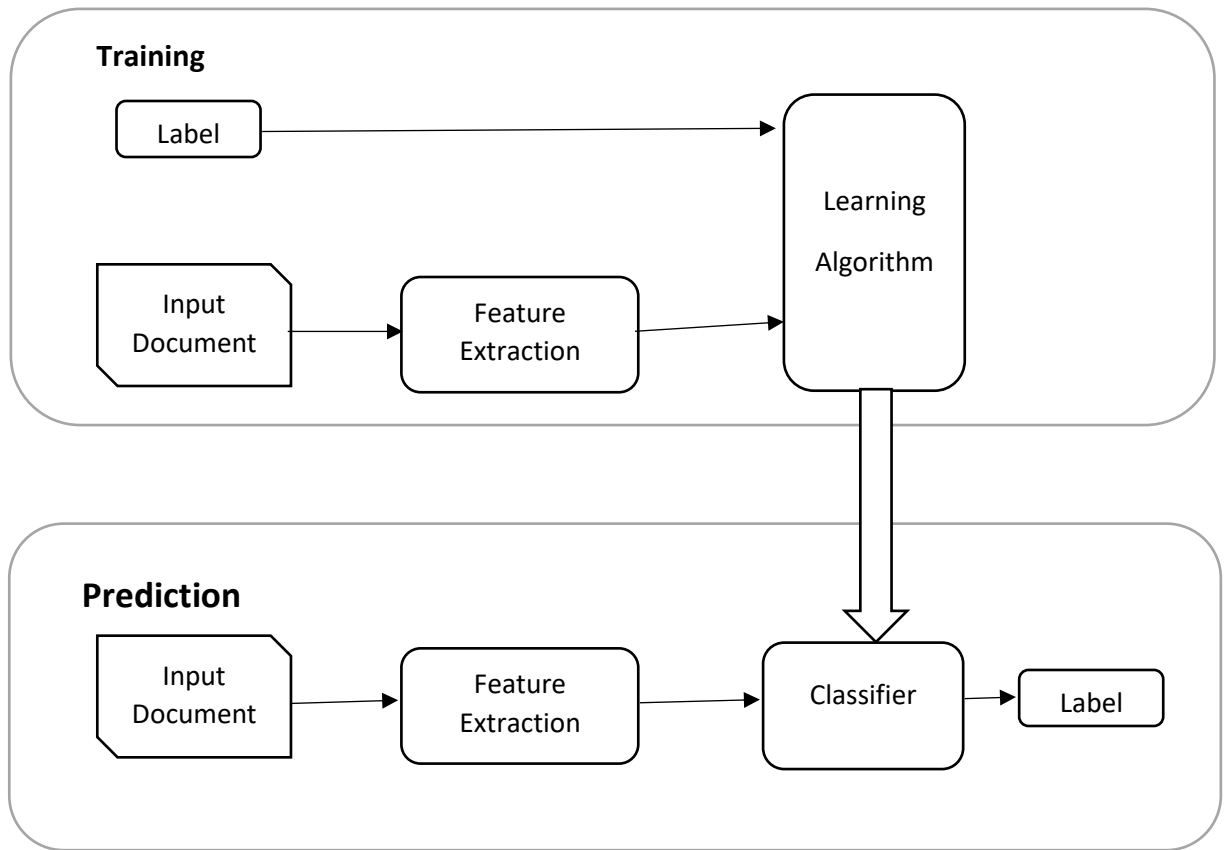 Training
Label
Learning
Algorithm
Input
Document
Feature
Extraction
Prediction
Input
Document
Feature
Extraction
Classifier
Label